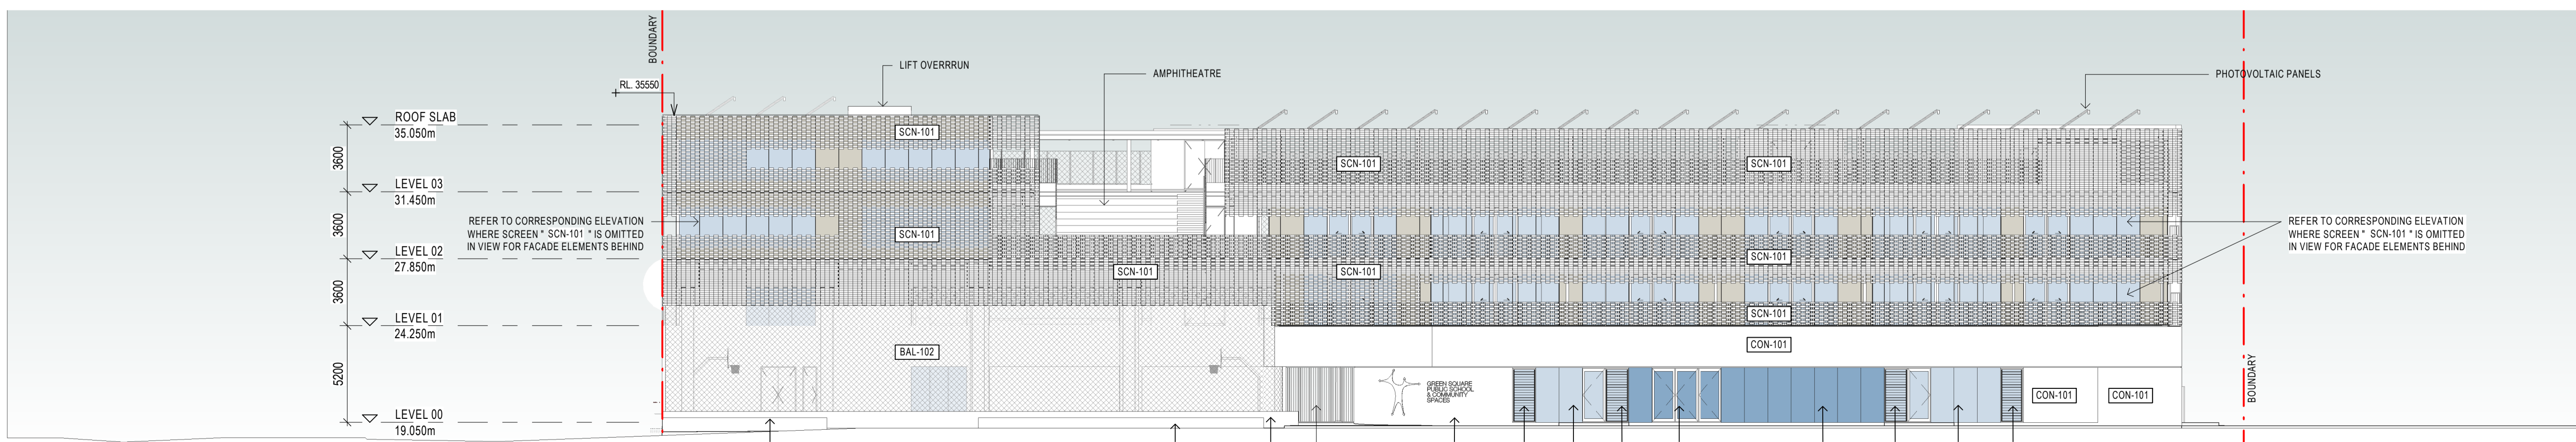 BOUNDARY
LIFT OVERRRUN
AMPHITHEATRE
PHOTOVOLTAIC PANELS
RL. 35550
ROOF SLAB
35.050m
SCN-101
3600
SCN-101
SCN-101
LEVEL 03
31.450m
REFER TO CORRESPONDING ELEVATION
WHERE SCREEN " SCN-101 " IS OMITTED
IN VIEW FOR FACADE ELEMENTS BEHIND
3600
SCN-101
REFER TO CORRESPONDING ELEVATION
WHERE SCREEN " SCN-101 " IS OMITTED
IN VIEW FOR FACADE ELEMENTS BEHIND
LEVEL 02
27.850m
SCN-101
SCN-101
SCN-101
3600
SCN-101
LEVEL 01
24.250m
BAL-102
CON-101
5200
BOUNDARY
GREEN SQUARE
PUBLIC SCHOOL
& COMMUNITY
SPACES
CON-101
CON-101
LEVEL 00
19.050m